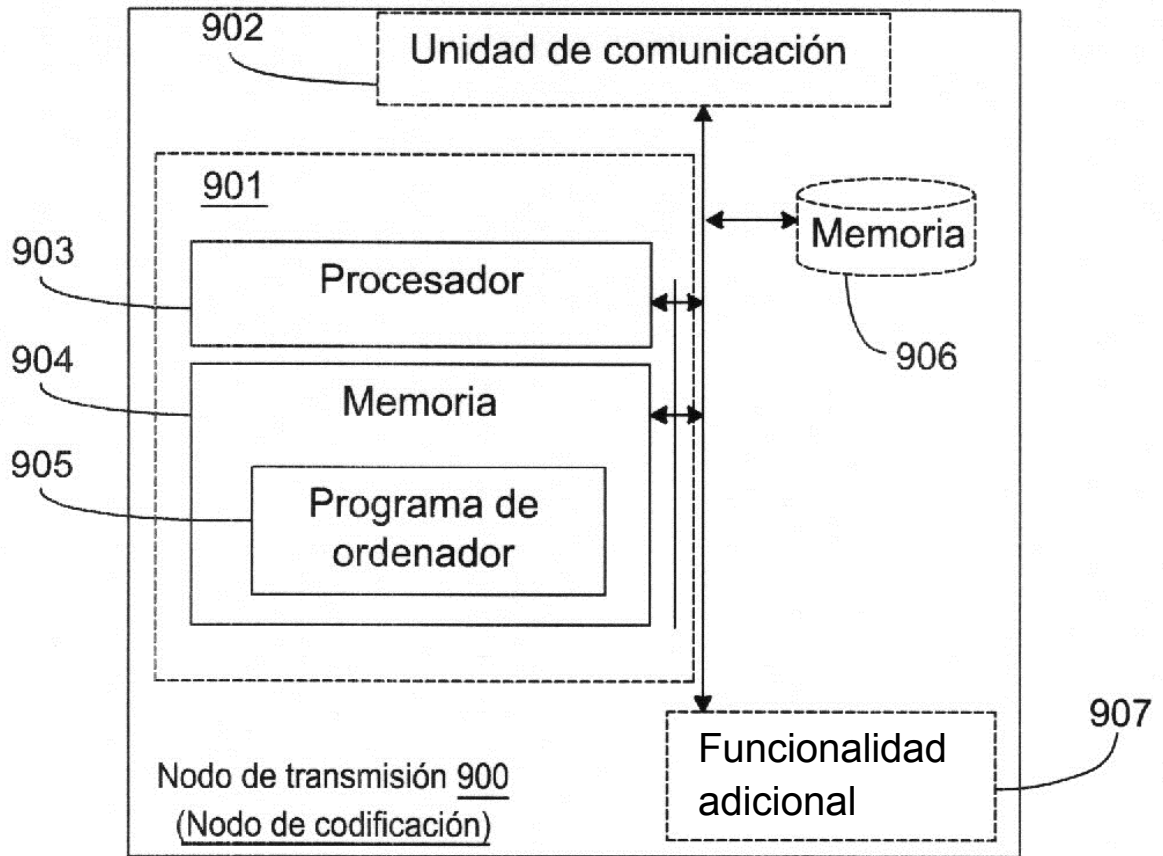 902
Unidad de comunicación
901
Memoria
903
Procesador
906
904
Memoria
905
Programa de
ordenador
907
Funcionalidad
adicional
Nodo de transmisión 900
(Nodo de codificación)